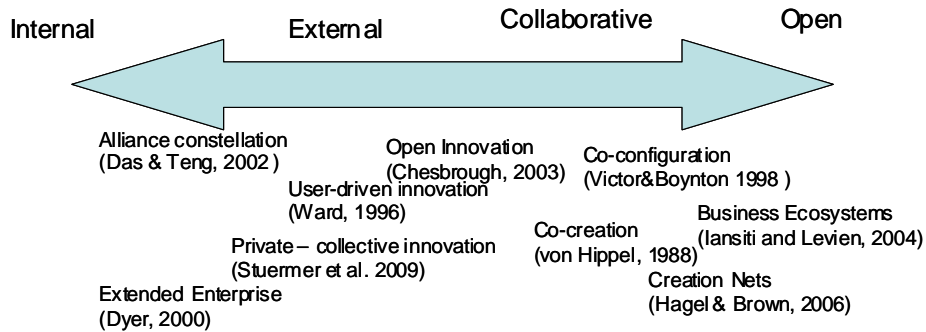 Internal
External
Collaborative
Open
Alliance constellation
(Das & Teng, 2002 )
Open Innovation
(Chesbrough, 2003)
Co-configuration
(Victor&Boynton 1998 )
User-driven innovation
(Ward, 1996)
Business Ecosystems
(Iansiti and Levien, 2004)
Co-creation
(von Hippel, 1988)
Private – collective innovation
(Stuermer et al. 2009)
Creation Nets
(Hagel & Brown, 2006)
Extended Enterprise
(Dyer, 2000)